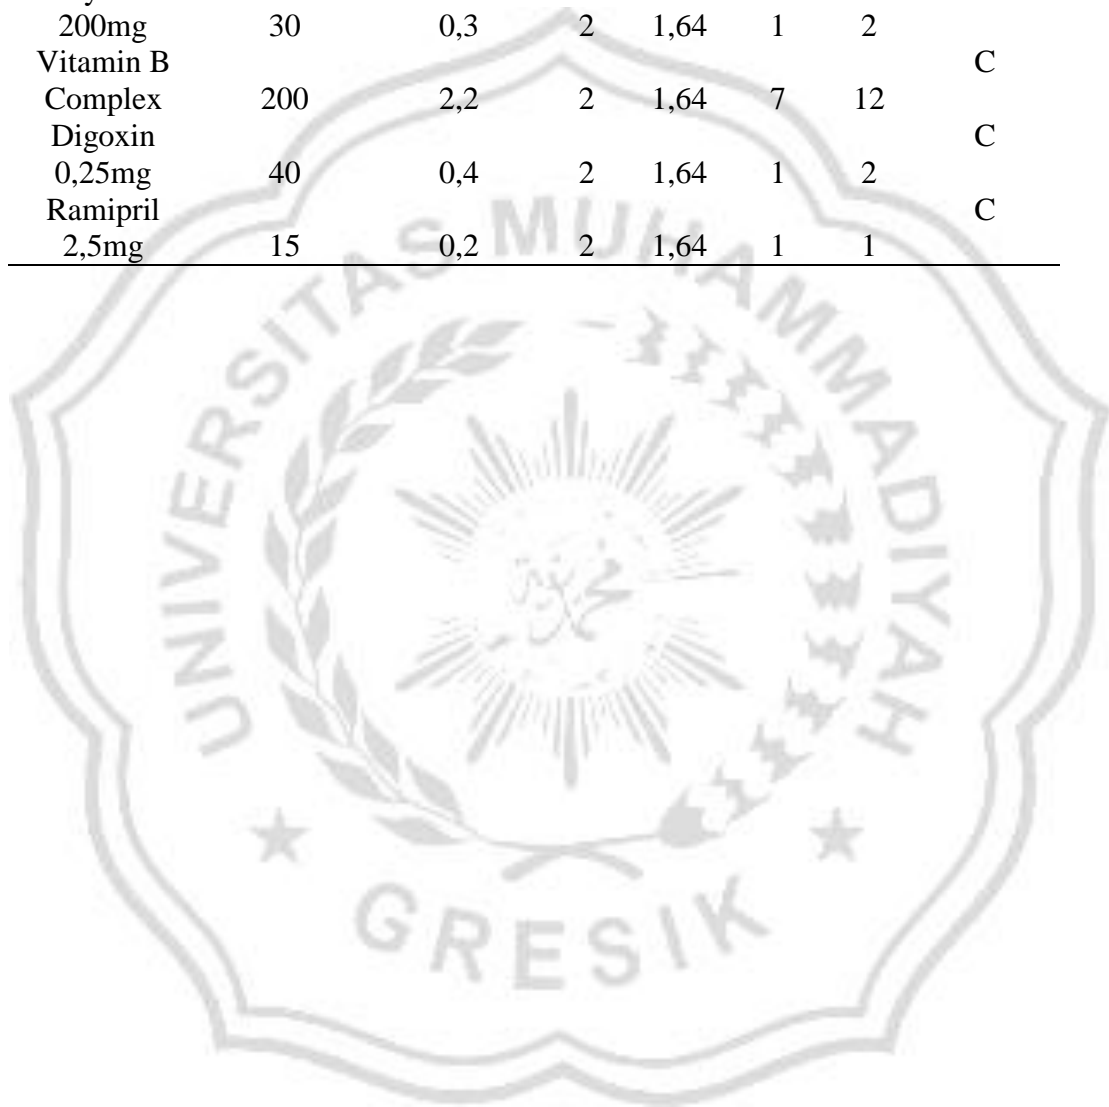 200mg 30 0,3 2 1,64 1 2
Vitamin B C
Complex 200 2,2 2 1,64 7 12
Digoxin C
0,25mg 40 0,4 2 1,64 1 2
Ramipril C
2,5mg 15 0,2 2 1,64 1 1
UNIVERSITAS MUHAMMADIYAH
GRESIK